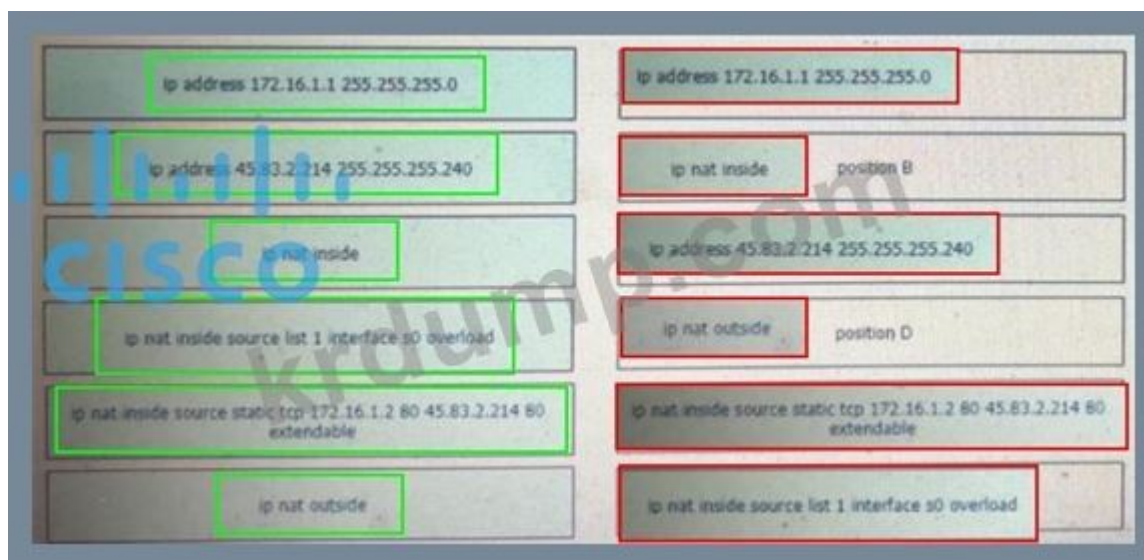 ip address 172.16.1.1 255.255.255.0
ip address 45.83.2.214 255.255.255.240
ip nat inside
ip nat inside source list 1 interface s0 overload
ip nat inside source static tcp 172.16.1.2 80 45.83.2.214 80
extendable
ip nat outside
ip address 172.16.1.1 255.255.255.0
ip nat inside position B
ip address 45.83.2.214 255.255.255.240
ip nat outside position D
ip nat inside source static tcp 172.16.1.2 80 45.83.2.214 80
extendable
ip nat inside source list 1 interface s0 overload
CISCO
krdump.com